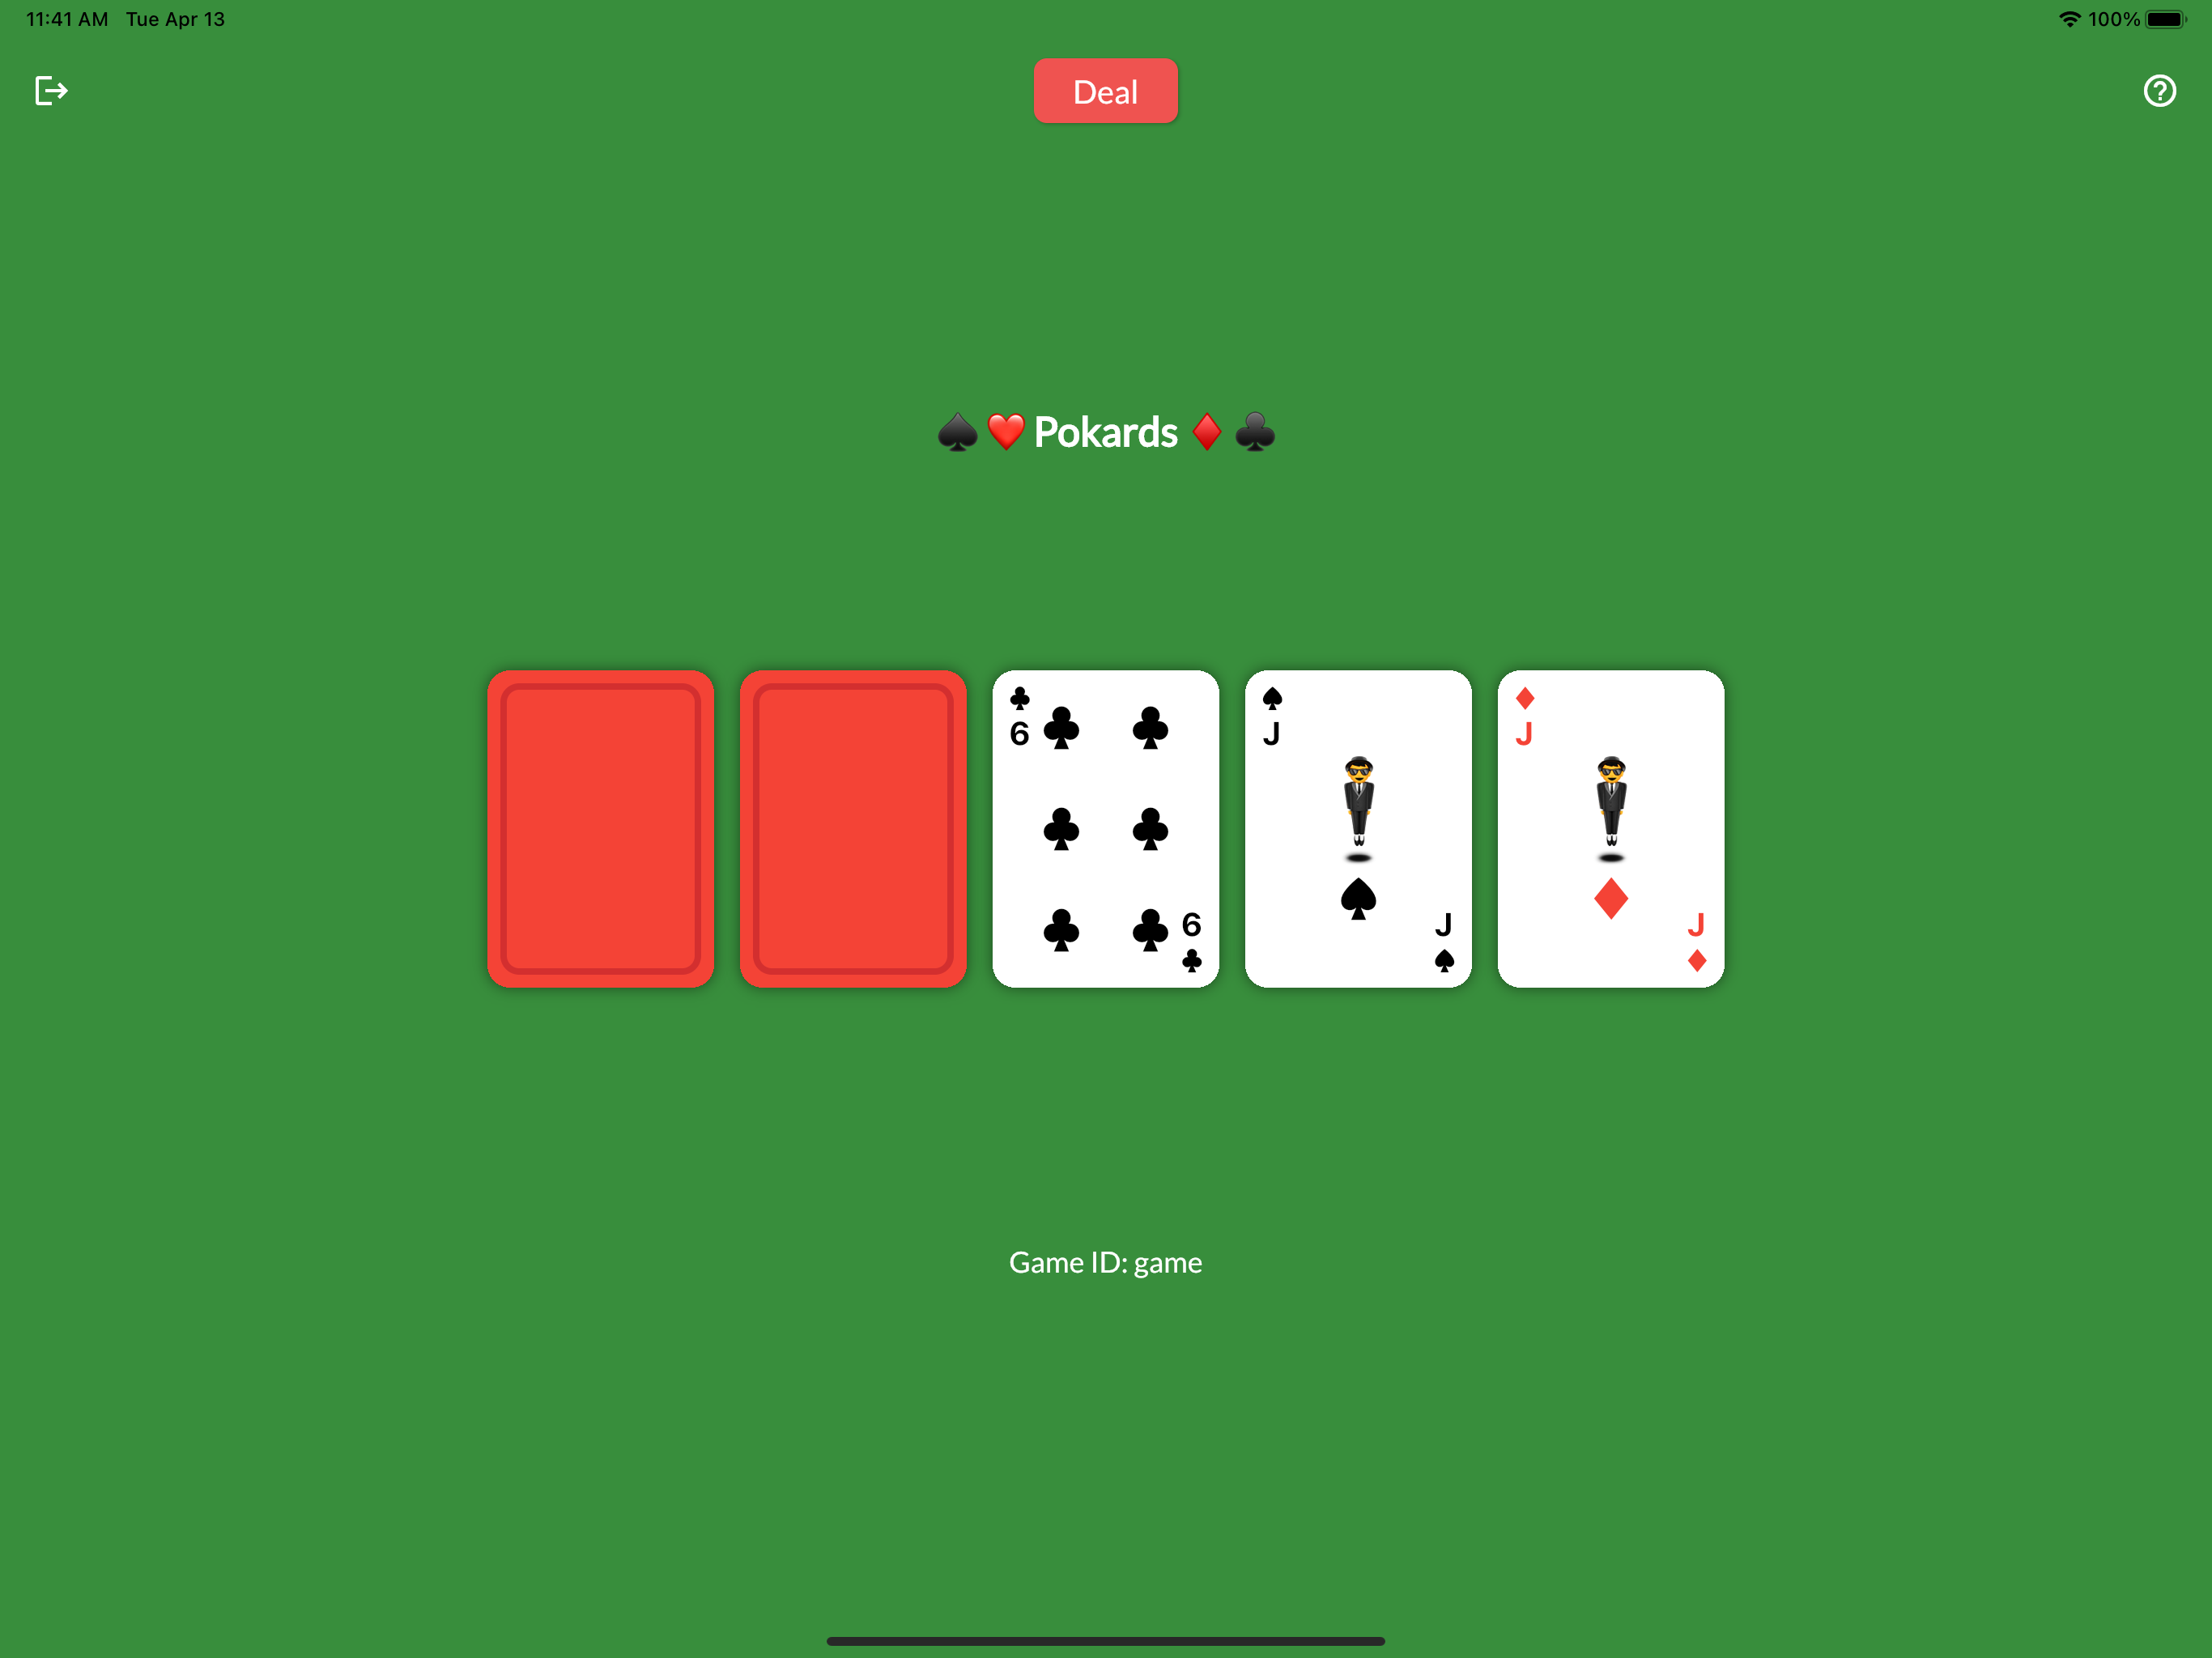 11:41 AM Tue Apr 13 100%
Deal
♠️❤️ Pokards ♦️♣️
6 J J
6 J J
Game ID: game